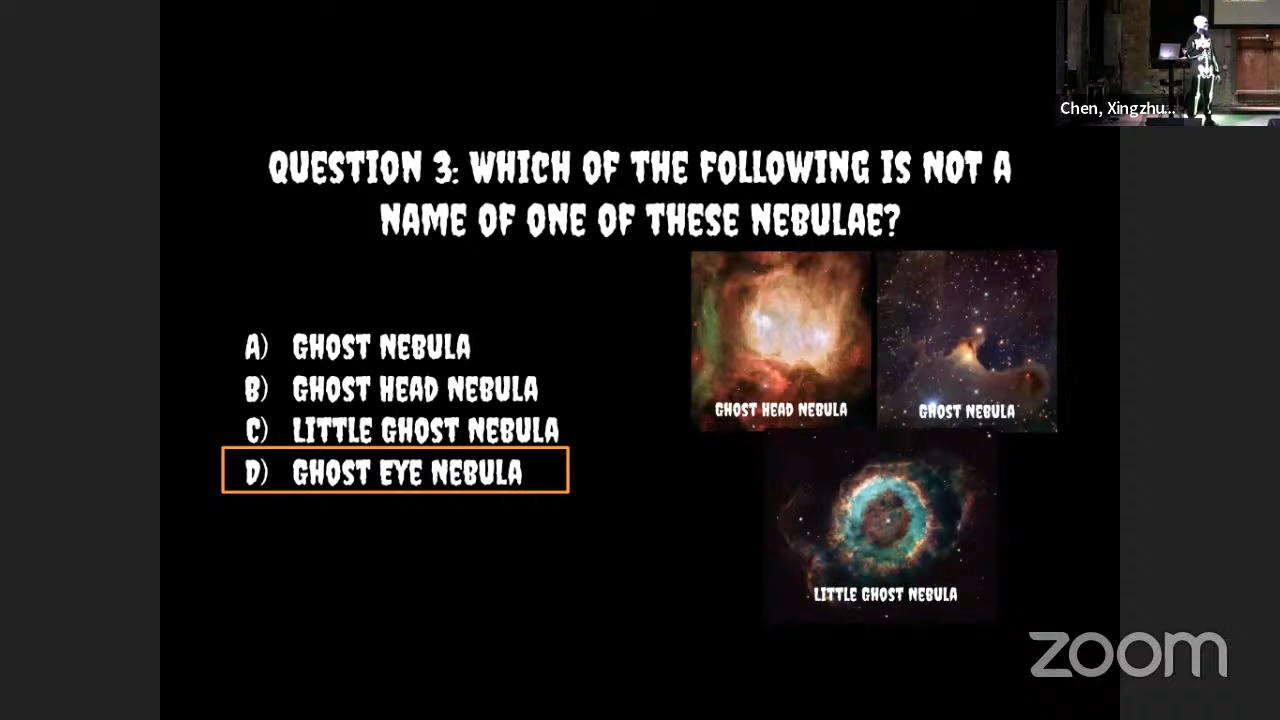 Chen, Xingzhu...
QUESTION 3: WHICH OF THE FOLLOWING IS NOT A
NAME OF ONE OF THESE NEBULAE?
A) GHOST NEBULA
B) GHOST HEAD NEBULA
C) LITTLE GHOST NEBULA
D) GHOST EYE NEBULA
GHOST HEAD NEBULA
GHOST NEBULA
LITTLE GHOST NEBULA
zoom